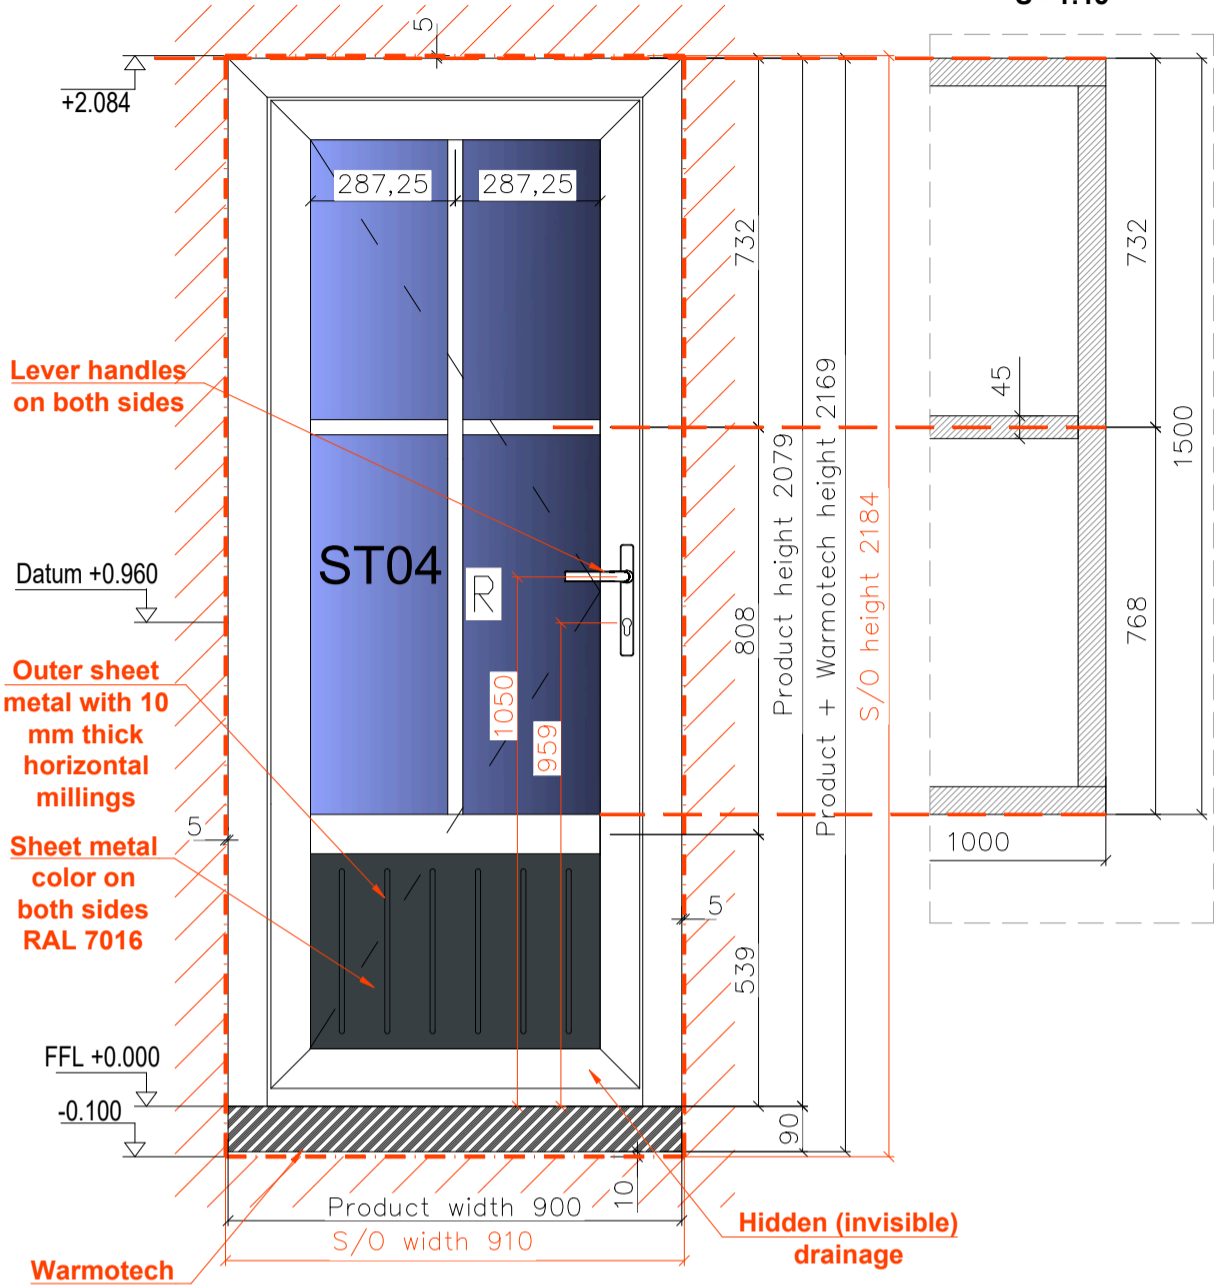 5
+2.084
287,25
287,25
732
732
Lever handles
on both sides
45
1500
Product height 2079
Product + Warmotech height 2169
S/O height 2184
ST04
R
Datum +0.960
808
768
1050
959
Outer sheet
metal with 10
mm thick
horizontal
millings
5
1000
Sheet metal
color on
both sides
RAL 7016
5
539
FFL +0.000
-0.100
90
10
Product width 900
S/O width 910
Hidden (invisible)
drainage
Warmotech